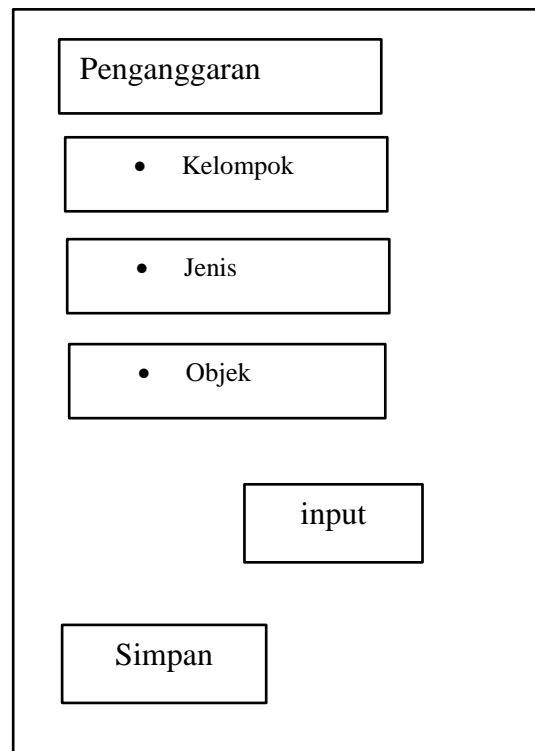 Penganggaran
• Kelompok
• Jenis
• Objek
input
Simpan